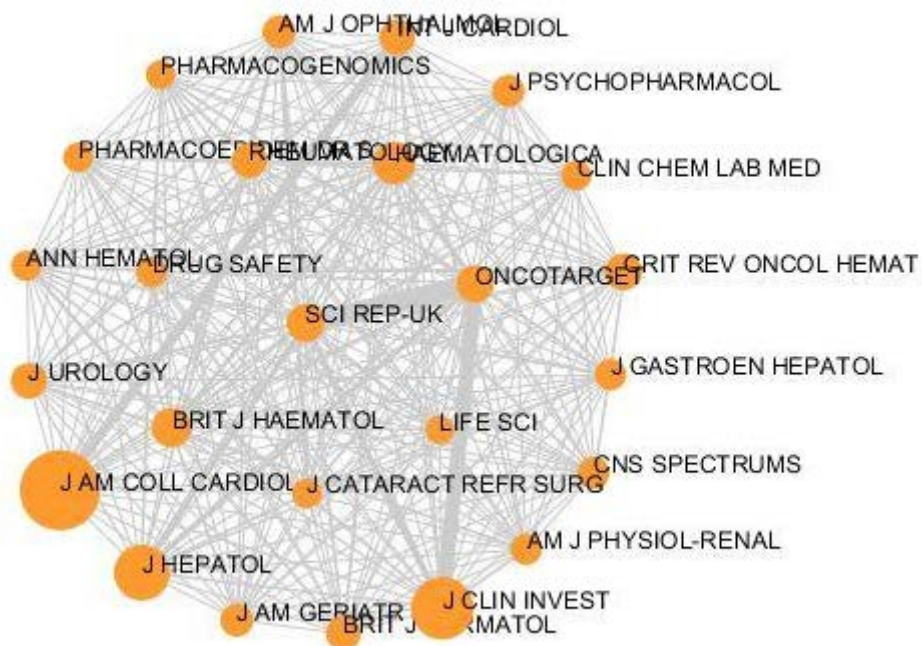 AM J OPHTHALMOL
INT J CARDIOL
PHARMACOGENOMICS
J PSYCHOPHARMACOL
RHEUMATOLOGY
HAEMATOLOGICA
CLIN CHEM LAB MED
ANN HEMATOL
DRUG SAFETY
ONCOTARGET
CRIT REV ONCOL HEMAT
SCI REP-UK
J UROLOGY
J GASTROEN HEPATOL
BRIT J HAEMATOL
LIFE SCI
J AM COLL CARDIOL
J CATARACT REFR SURG
CNS SPECTRUMS
J HEPATOL
AM J PHYSIOL-RENAL
J AM GERIATR
J CLIN INVEST
BRIT J